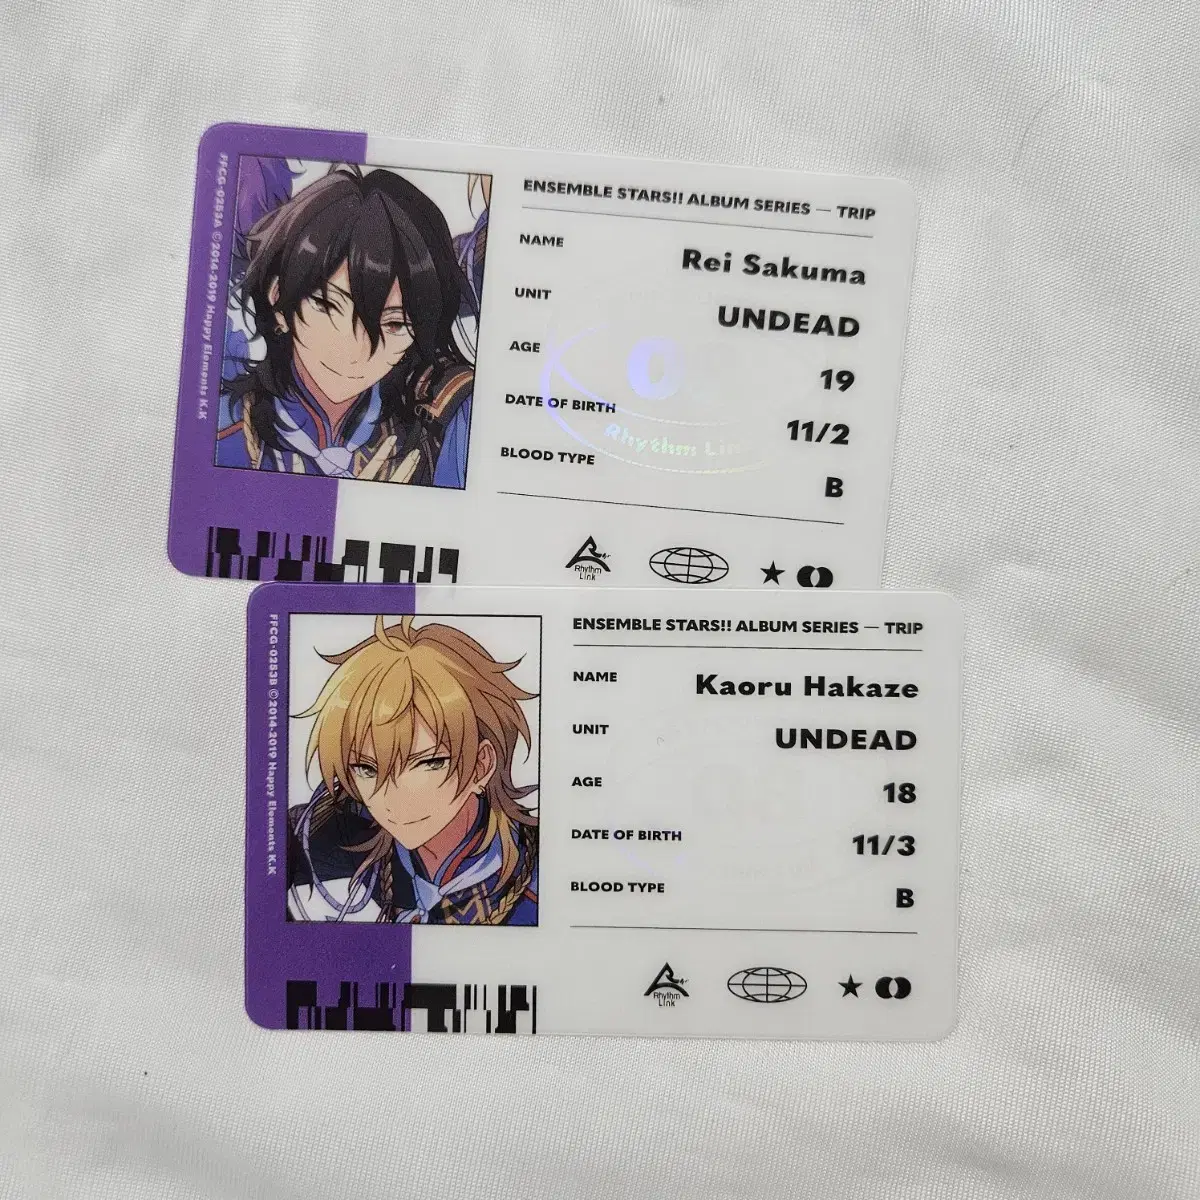 FFCG-0253A ©2014-2019 Happy Elements K.K
ENSEMBLE STARS!! ALBUM SERIES — TRIP
NAME Rei Sakuma
UNIT UNDEAD
AGE 19
DATE OF BIRTH 11/2
BLOOD TYPE B
Rhythm Link
Rhythm
Link
FFCG-0253B ©2014-2019 Happy Elements K.K
ENSEMBLE STARS!! ALBUM SERIES — TRIP
NAME Kaoru Hakaze
UNIT UNDEAD
AGE 18
DATE OF BIRTH 11/3
BLOOD TYPE B
Rhythm
Link